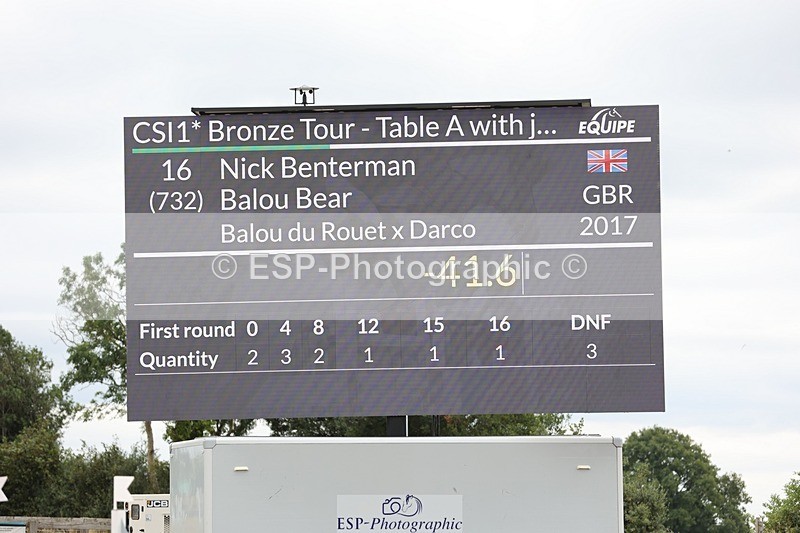 CSI1* Bronze Tour - Table A with j... EQUIPE
16 Nick Benterman
(732) Balou Bear GBR
Balou du Rouet x Darco 2017
-41.6
© ESP-Photographic ©
First round 0 4 8 12 15 16 DNF
Quantity 2 3 2 1 1 1 3
JCB
ESP-Photographic